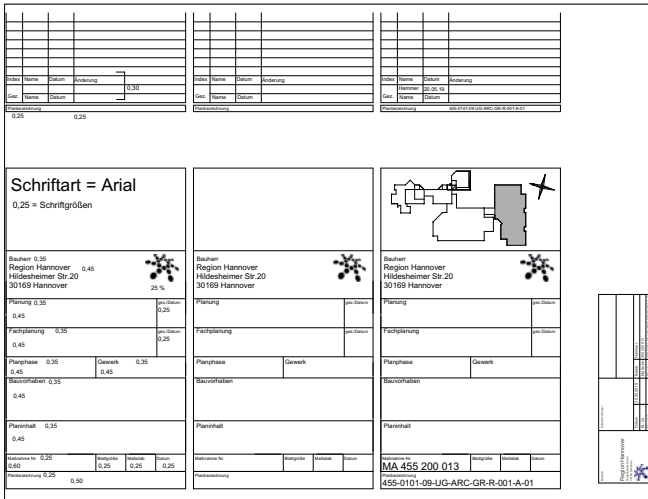 Index Name Datum Änderung
0,30
Gez. Name Datum
Planbezeichnung
0,25 0,25
Index Name Datum Änderung
Gez. Name Datum
Planbezeichnung
Index Name Datum Änderung
Hammer 20.05.19
Gez. Name Datum
Planbezeichnung 455-0101-09-UG-ARC-GR-R-001-A-01
Schriftart = Arial
0,25 = Schriftgrößen
Bauherr 0,35
Region Hannover 0,45
Hildesheimer Str.20
30169 Hannover 25 %
Planung 0,35 gez./Datum
0,45 0,25
Fachplanung 0,35 gez./Datum
0,45 0,25
Planphase 0,35 Gewerk 0,35
0,45 0,45
Bauvorhaben 0,35
0,45
Planinhalt 0,35
0,45
Maßnahme Nr. 0,25 Blattgröße Maßstab Datum
0,60 0,25 0,25 0,25
Planbezeichnung 0,25
0,50
Bauherr
Region Hannover
Hildesheimer Str.20
30169 Hannover
Planung gez./Datum
Fachplanung gez./Datum
Planphase Gewerk
Bauvorhaben
Planinhalt
Maßnahme Nr. Blattgröße Maßstab Datum
Planbezeichnung
Bauherr
Region Hannover
Hildesheimer Str.20
30169 Hannover
Planung gez./Datum
Fachplanung gez./Datum
Planphase Gewerk
Bauvorhaben
Planinhalt
Maßnahme Nr. Blattgröße Maßstab Datum
MA 455 200 013
Planbezeichnung
455-0101-09-UG-ARC-GR-R-001-A-01
Region Hannover